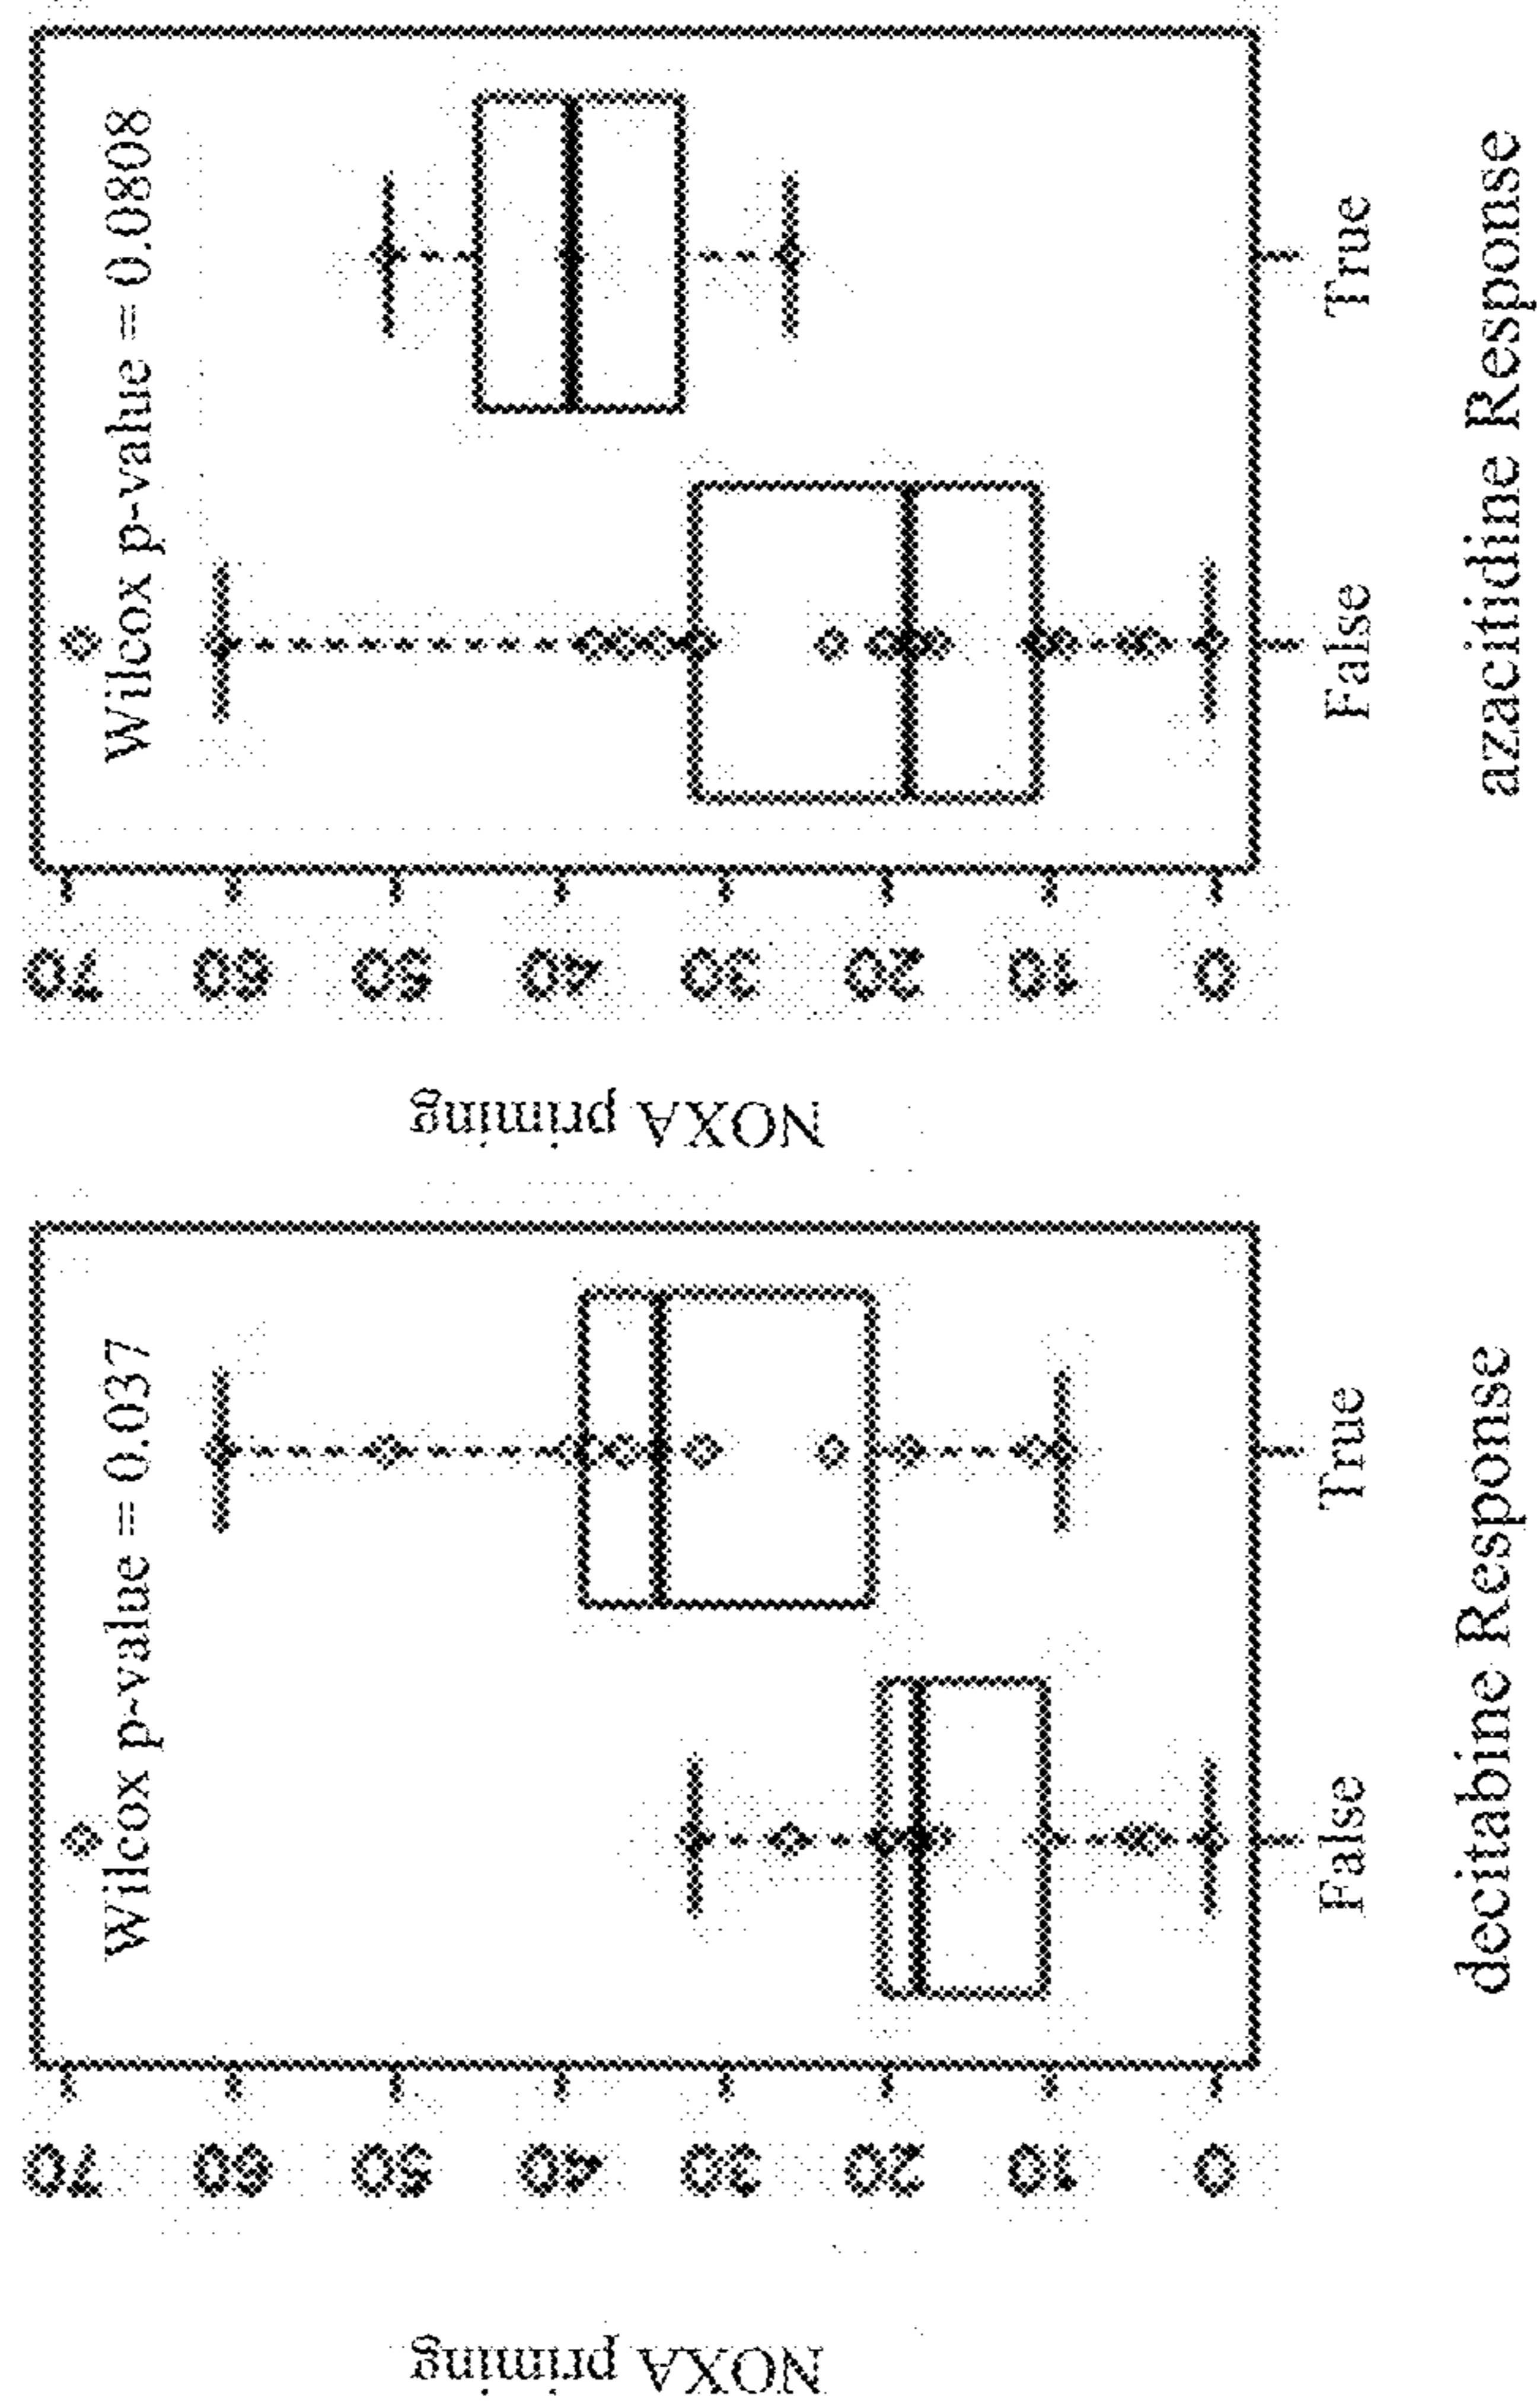 NOXA priming
70
60
50
40
30
20
10
0
Wilcox p-value = 0.037
False
True
decitabine Response
NOXA priming
70
60
50
40
30
20
10
0
Wilcox p-value = 0.0808
False
True
azacitidine Response